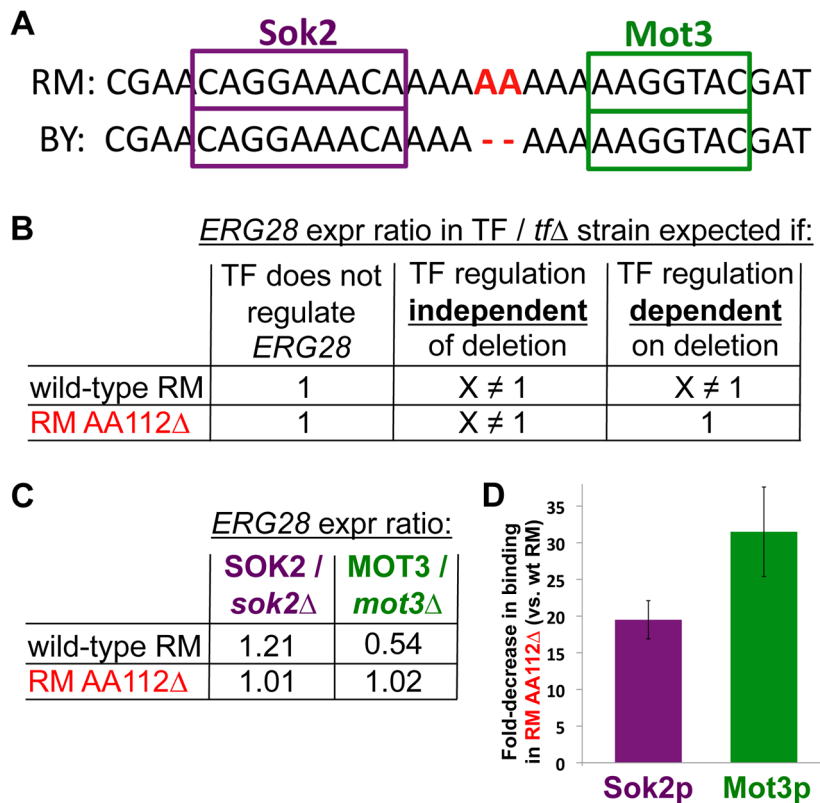 A
Sok2 Mot3
RM: CGAACAGGAAACAAAAAAAAAAAGGTACGAT
BY: CGAACAGGAAACAAAA - - AAAAAGGTACGAT
B
ERG28 expr ratio in TF / tfΔ strain expected if:
TF does not regulate ERG28
TF regulation independent of deletion
TF regulation dependent on deletion
wild-type RM 1 X ≠ 1 X ≠ 1
RM AA112Δ 1 X ≠ 1 1
C
ERG28 expr ratio:
SOK2 / sok2Δ
MOT3 / mot3Δ
wild-type RM 1.21 0.54
RM AA112Δ 1.01 1.02
D
Fold-decrease in binding
in RM AA112Δ (vs. wt RM)
35
30
25
20
15
10
5
0
Sok2p Mot3p